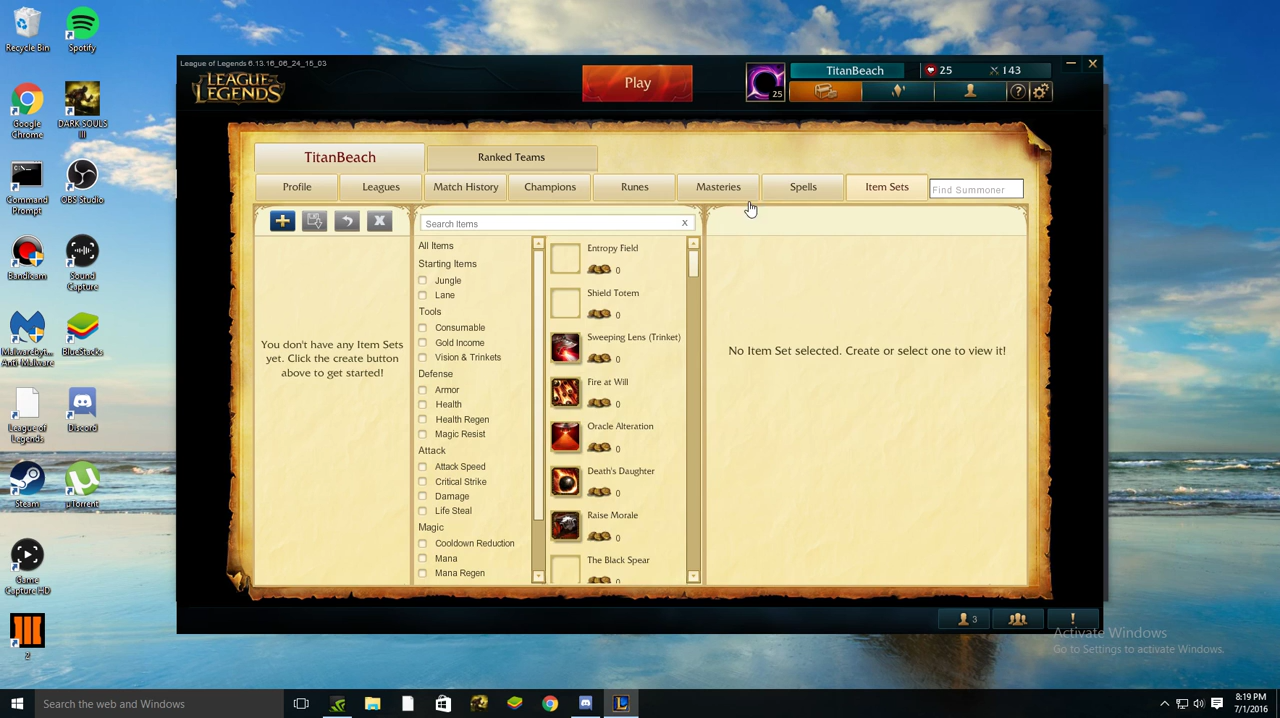 Recycle Bin
Spotify
Google
Chrome
DARK SOULS
III
Command
Prompt
OBS Studio
Bandicam
Sound
Capture
Malwareby...
Anti-Malware
BlueStacks
League of
Legends
Discord
Steam
µTorrent
Game
Capture HD
2
League of Legends 6.13.16_06_24_15_03
LEAGUE OF
LEGENDS
Play
25
TitanBeach
25
143
?
TitanBeach
Ranked Teams
Profile
Leagues
Match History
Champions
Runes
Masteries
Spells
Item Sets
Find Summoner
You don't have any Item Sets
yet. Click the create button
above to get started!
Search Items
x
All Items
Starting Items
Jungle
Lane
Tools
Consumable
Gold Income
Vision & Trinkets
Defense
Armor
Health
Health Regen
Magic Resist
Attack
Attack Speed
Critical Strike
Damage
Life Steal
Magic
Cooldown Reduction
Mana
Mana Regen
Entropy Field
0
Shield Totem
0
Sweeping Lens (Trinket)
0
Fire at Will
0
Oracle Alteration
0
Death's Daughter
0
Raise Morale
0
The Black Spear
0
No Item Set selected. Create or select one to view it!
3
!
Activate Windows
Go to Settings to activate Windows.
Search the web and Windows
8:19 PM
7/1/2016